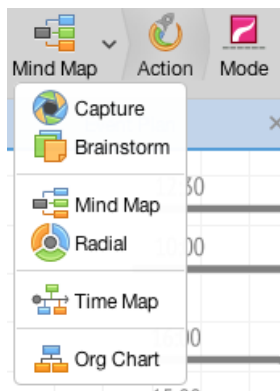 Mind Map
Action
Mode
Capture
Brainstorm
Mind Map
Radial
Time Map
Org Chart